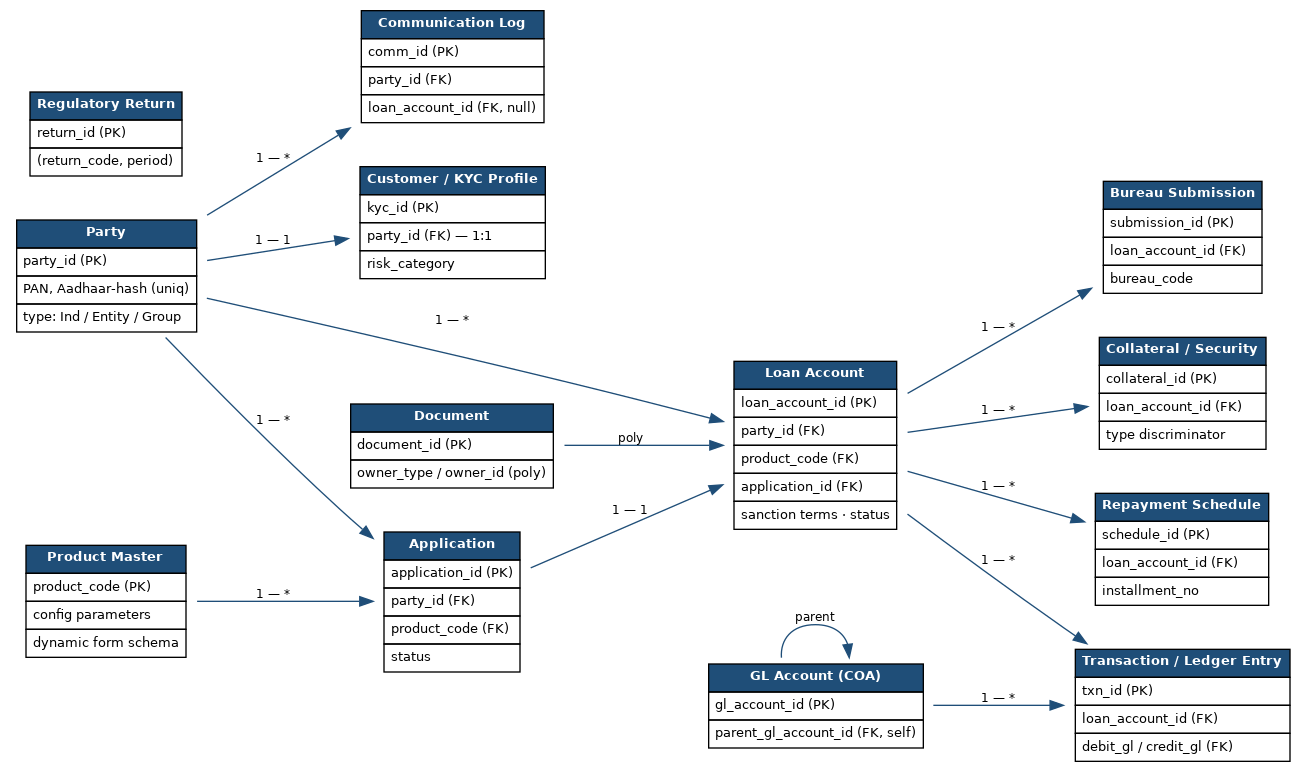 Communication Log
comm_id (PK)
party_id (FK)
loan_account_id (FK, null)
Regulatory Return
return_id (PK)
(return_code, period)
1 — *
Customer / KYC Profile
kyc_id (PK)
party_id (FK) — 1:1
risk_category
Party
party_id (PK)
PAN, Aadhaar-hash (uniq)
type: Ind / Entity / Group
1 — 1
1 — *
1 — *
Bureau Submission
submission_id (PK)
loan_account_id (FK)
bureau_code
1 — *
Collateral / Security
collateral_id (PK)
loan_account_id (FK)
type discriminator
1 — *
Loan Account
loan_account_id (PK)
party_id (FK)
product_code (FK)
application_id (FK)
sanction terms · status
Document
document_id (PK)
owner_type / owner_id (poly)
poly
1 — 1
1 — *
Repayment Schedule
schedule_id (PK)
loan_account_id (FK)
installment_no
1 — *
Product Master
product_code (PK)
config parameters
dynamic form schema
1 — *
Application
application_id (PK)
party_id (FK)
product_code (FK)
status
parent
GL Account (COA)
gl_account_id (PK)
parent_gl_account_id (FK, self)
1 — *
Transaction / Ledger Entry
txn_id (PK)
loan_account_id (FK)
debit_gl / credit_gl (FK)